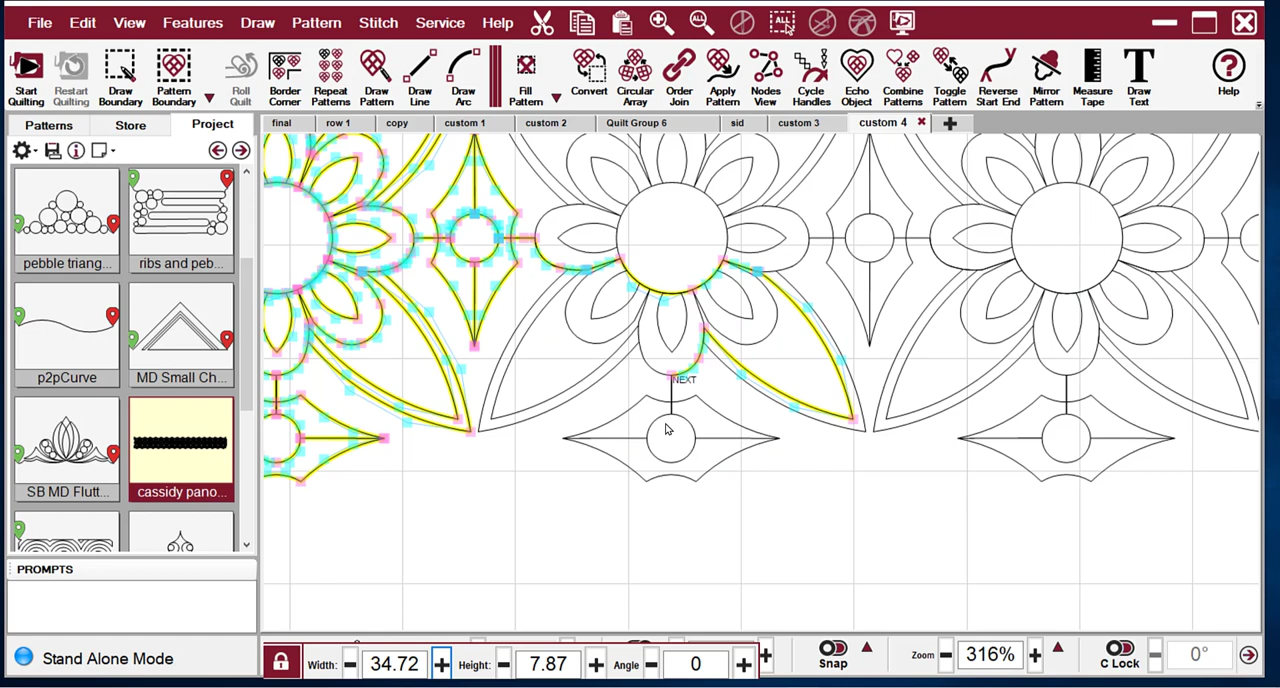 File Edit View Features Draw Pattern Stitch Service Help ALL ALL
Start Quilting Restart Quilting Draw Boundary Pattern Boundary Roll Quilt Border Corner Repeat Patterns Draw Pattern Draw Line Draw Arc Fill Pattern Convert Circular Array Order Join Apply Pattern Nodes View Cycle Handles Echo Object Combine Patterns Toggle Pattern Reverse Start End Mirror Pattern Measure Tape Draw Text Help
Patterns Store Project
final row 1 copy custom 1 custom 2 Quilt Group 6 sid custom 3 custom 4
pebble triang... ribs and peb...
p2pCurve MD Small Ch...
NEXT
SB MD Flutt... cassidy pano...
PROMPTS
Stand Alone Mode
Width: 34.72 Height: 7.87 Angle 0 Snap Zoom 316% C Lock 0°